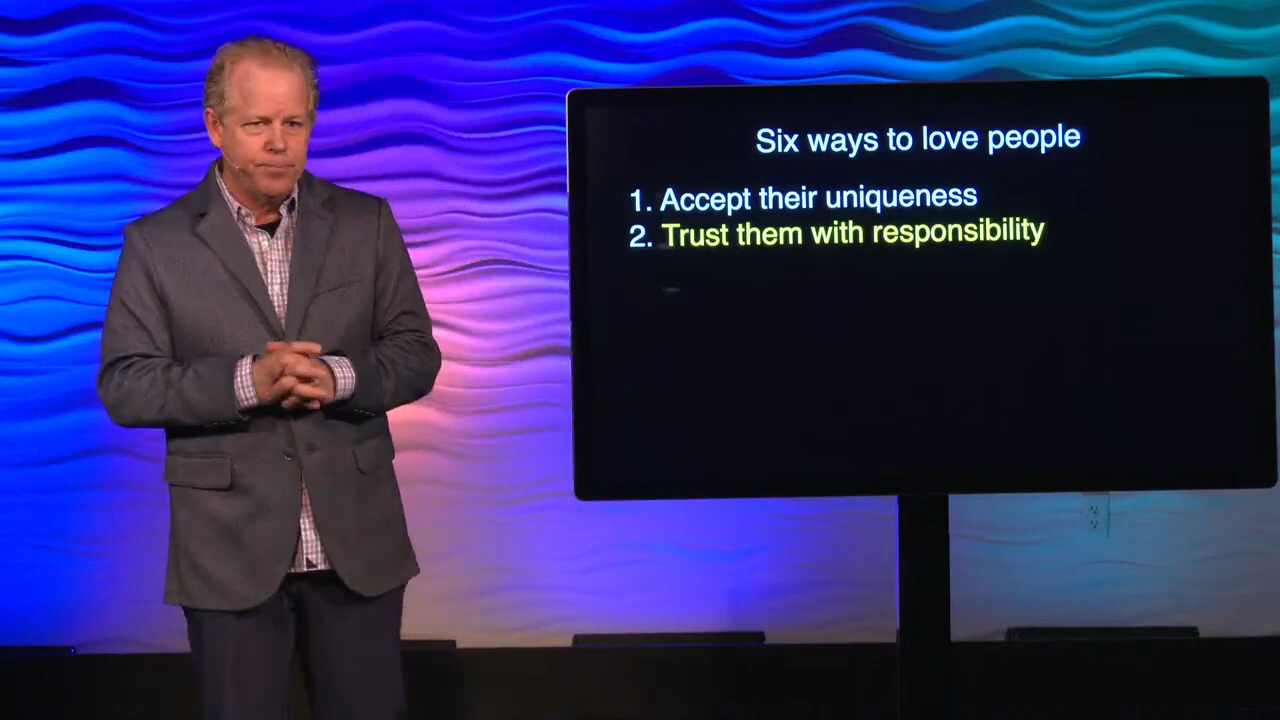 Six ways to love people
1. Accept their uniqueness
2. Trust them with responsibility